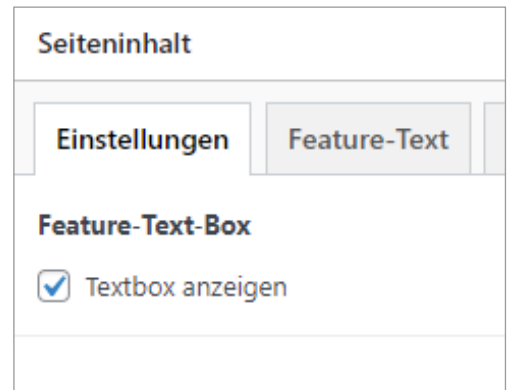 Seiteninhalt
Einstellungen Feature-Text
Feature-Text-Box
Textbox anzeigen